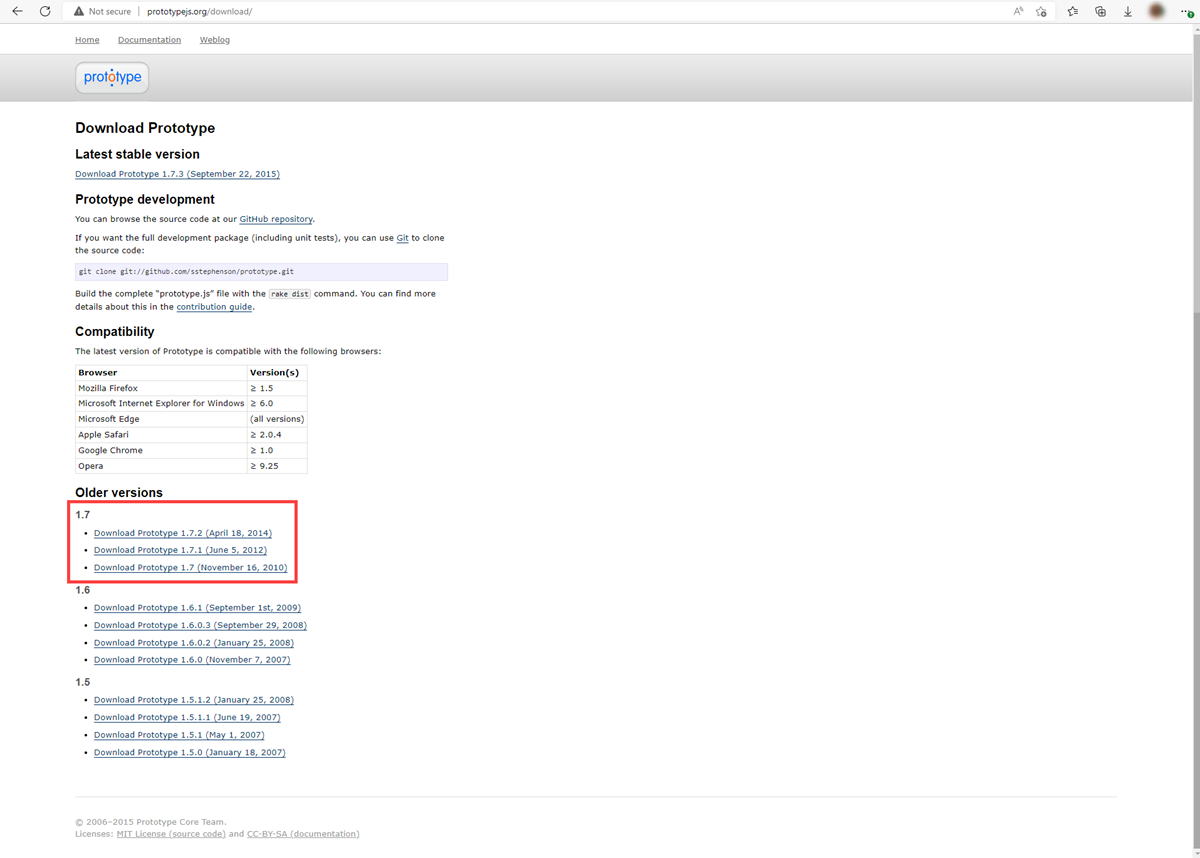 Not secure | prototypejs.org/download/
Home Documentation Weblog
prototype
Download Prototype
Latest stable version
Download Prototype 1.7.3 (September 22, 2015)
Prototype development
You can browse the source code at our GitHub repository.
If you want the full development package (including unit tests), you can use Git to clone
the source code:
git clone git://github.com/sstephenson/prototype.git
Build the complete “prototype.js” file with the rake dist command. You can find more
details about this in the contribution guide.
Compatibility
The latest version of Prototype is compatible with the following browsers:
Browser Version(s)
Mozilla Firefox ≥ 1.5
Microsoft Internet Explorer for Windows ≥ 6.0
Microsoft Edge (all versions)
Apple Safari ≥ 2.0.4
Google Chrome ≥ 1.0
Opera ≥ 9.25
Older versions
1.7
• Download Prototype 1.7.2 (April 18, 2014)
• Download Prototype 1.7.1 (June 5, 2012)
• Download Prototype 1.7 (November 16, 2010)
1.6
• Download Prototype 1.6.1 (September 1st, 2009)
• Download Prototype 1.6.0.3 (September 29, 2008)
• Download Prototype 1.6.0.2 (January 25, 2008)
• Download Prototype 1.6.0 (November 7, 2007)
1.5
• Download Prototype 1.5.1.2 (January 25, 2008)
• Download Prototype 1.5.1.1 (June 19, 2007)
• Download Prototype 1.5.1 (May 1, 2007)
• Download Prototype 1.5.0 (January 18, 2007)
© 2006–2015 Prototype Core Team.
Licenses: MIT License (source code) and CC-BY-SA (documentation)